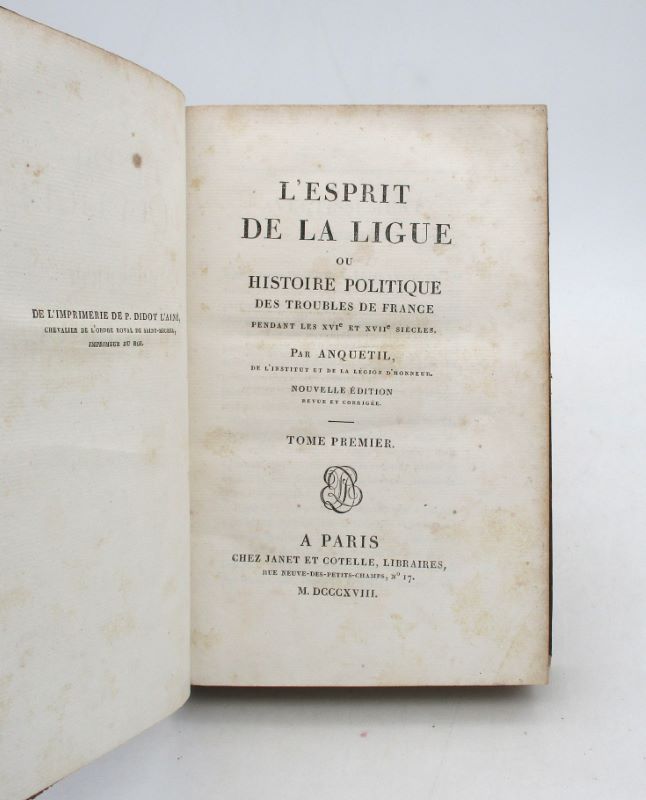 DE L'IMPRIMERIE DE P. DIDOT L'AINÉ,
CHEVALIER DE L'ORDRE ROYAL DE SAINT-MICHEL,
IMPRIMEUR DU ROI.
L'ESPRIT
DE LA LIGUE
OU
HISTOIRE POLITIQUE
DES TROUBLES DE FRANCE
PENDANT LES XVIe ET XVIIe SIÈCLES.
PAR ANQUETIL,
DE L'INSTITUT ET DE LA LÉGION D'HONNEUR.
NOUVELLE ÉDITION
REVUE ET CORRIGÉE.
TOME PREMIER.
A PARIS
CHEZ JANET ET COTELLE, LIBRAIRES,
RUE NEUVE-DES-PETITS-CHAMPS, No 17.
M. DCCCXVIII.